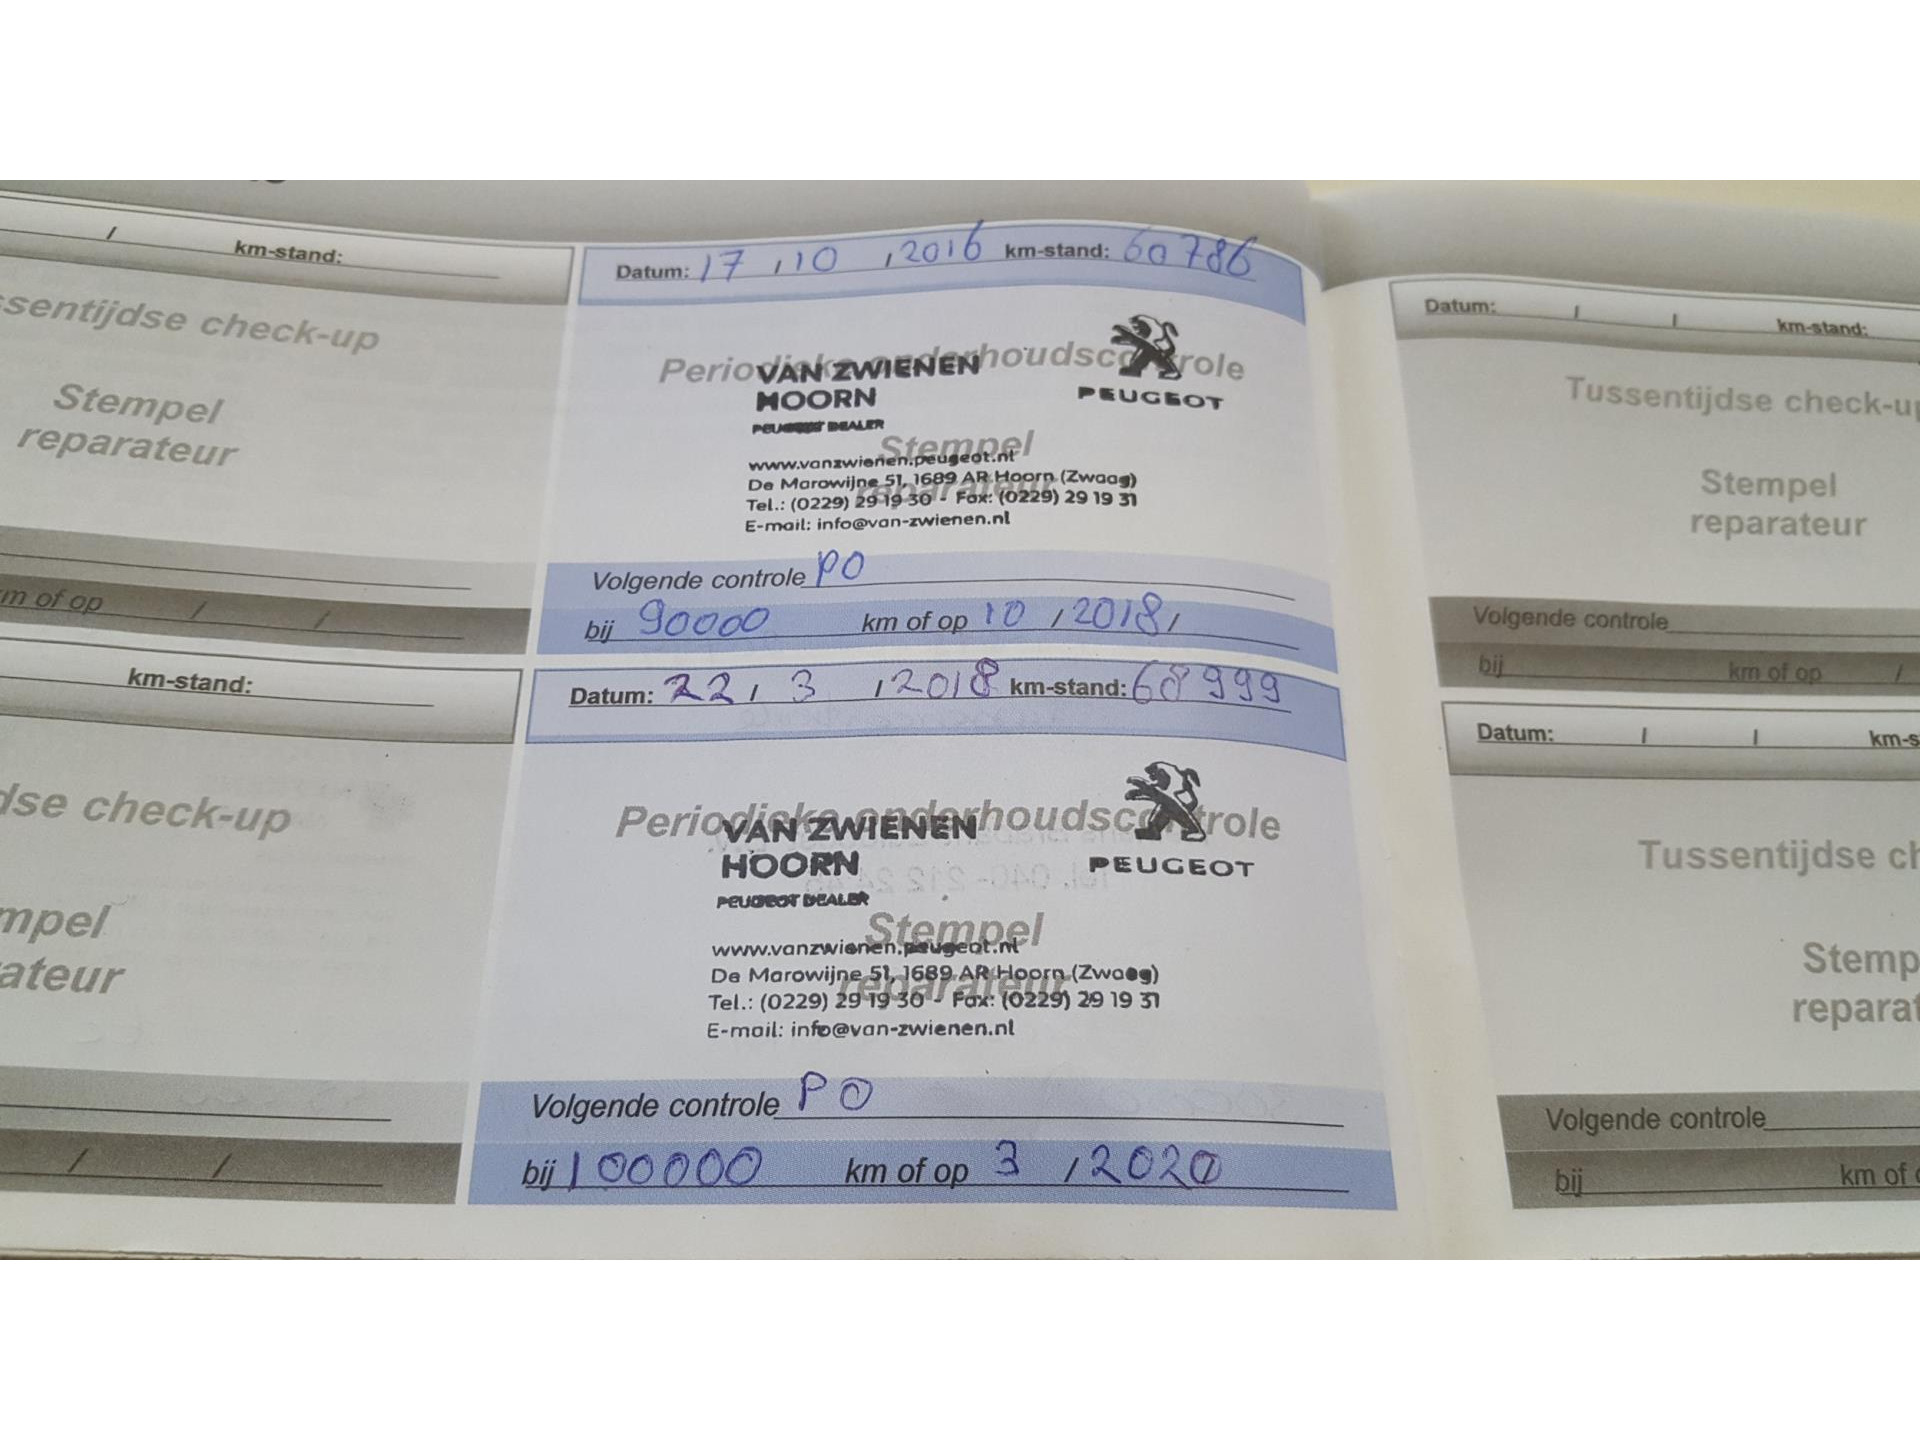 / km-stand:
ssentijdse check-up
Stempel
reparateur
m of op / /
km-stand:
dse check-up
mpel
ateur
/ /
Datum: 17 / 10 / 2016 km-stand: 60786
Periodieke onderhoudscontrole
VAN ZWIENEN
HOORN
PEUGEOT DEALER
PEUGEOT
Stempel
reparateur
www.vanzwienen.peugeot.nl
De Marowijne 51, 1689 AR Hoorn (Zwaag)
Tel.: (0229) 29 19 30 - Fax: (0229) 29 19 31
E-mail: info@van-zwienen.nl
Volgende controle PO
bij 90000 km of op 10 / 2018 /
Datum: 22 / 3 / 2018 km-stand: 68999
Periodieke onderhoudscontrole
VAN ZWIENEN
HOORN
PEUGEOT DEALER
PEUGEOT
Stempel
reparateur
www.vanzwienen.peugeot.nl
De Marowijne 51, 1689 AR Hoorn (Zwaag)
Tel.: (0229) 29 19 30 - Fax: (0229) 29 19 31
E-mail: info@van-zwienen.nl
Volgende controle PO
bij 100000 km of op 3 / 2020
Datum: / / km-stand:
Tussentijdse check-up
Stempel
reparateur
Volgende controle
bij km of op /
Datum: / / km-s
Tussentijdse ch
Stemp
reparat
Volgende controle
bij km of o